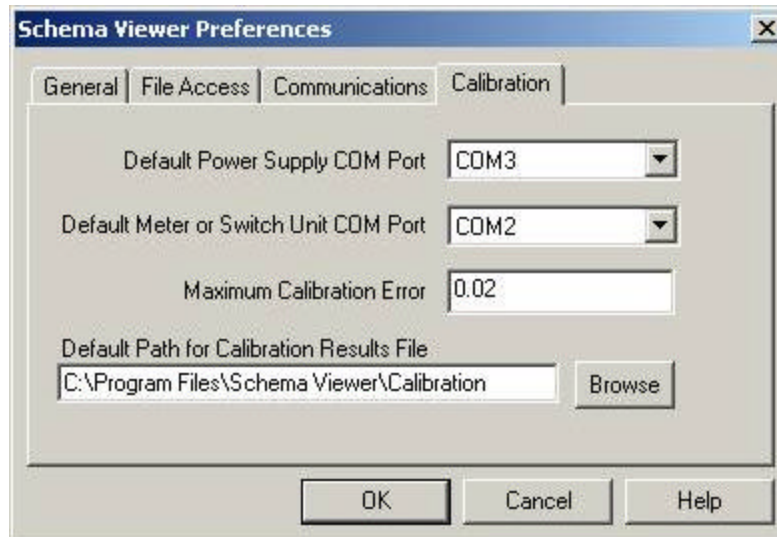 Schema Viewer Preferences
General File Access Communications Calibration
Default Power Supply COM Port COM3
Default Meter or Switch Unit COM Port COM2
Maximum Calibration Error 0.02
Default Path for Calibration Results File
C:\Program Files\Schema Viewer\Calibration Browse
OK Cancel Help